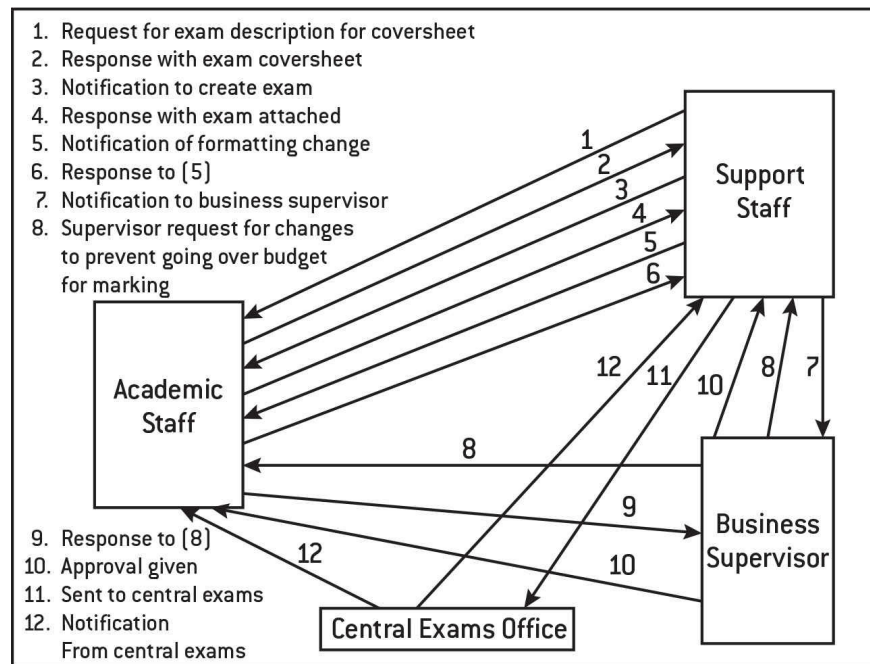 1. Request for exam description for coversheet
2. Response with exam coversheet
3. Notification to create exam
4. Response with exam attached
5. Notification of formatting change
6. Response to (5)
7. Notification to business supervisor
8. Supervisor request for changes
to prevent going over budget
for marking
1
2
3
4
5
6
Support
Staff
Academic
Staff
12
11
10
8
7
8
9
10
12
Business
Supervisor
9. Response to (8)
10. Approval given
11. Sent to central exams
12. Notification
From central exams
Central Exams Office